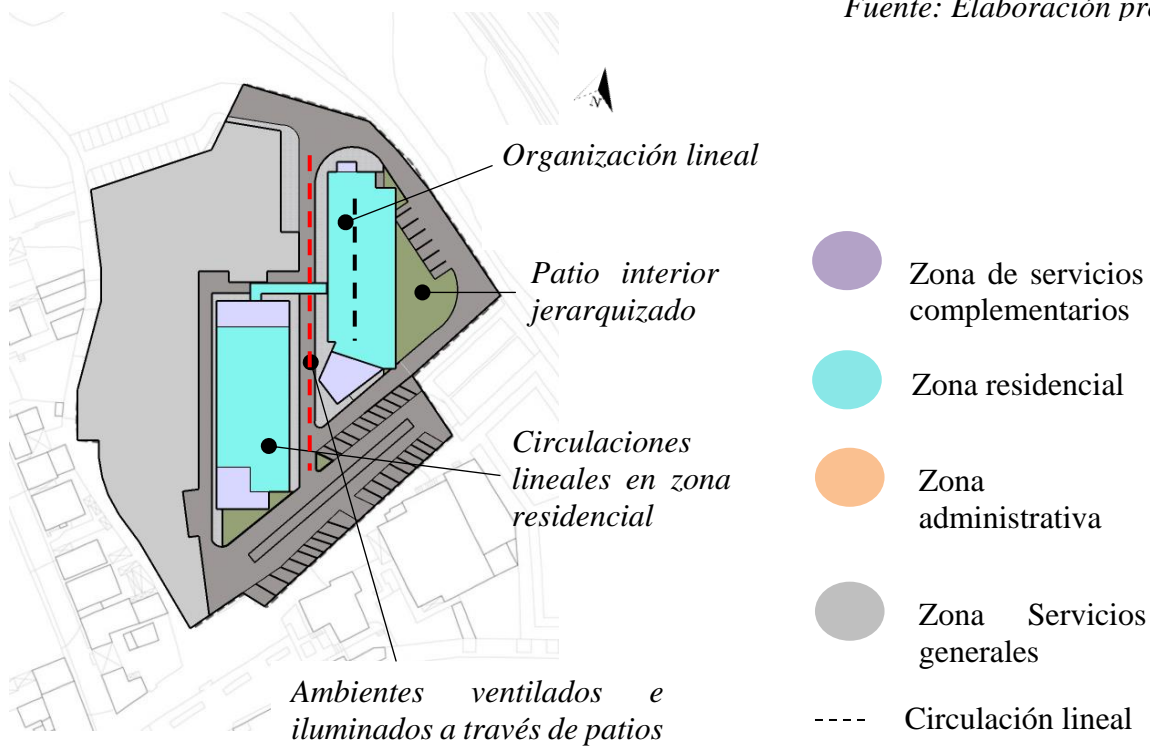 Fuente: Elaboración pro
N
Organización lineal
Patio interior
jerarquizado
Circulaciones
lineales en zona
residencial
Ambientes ventilados e
iluminados a través de patios
Zona de servicios
complementarios
Zona residencial
Zona
administrativa
Zona Servicios
generales
Circulación lineal